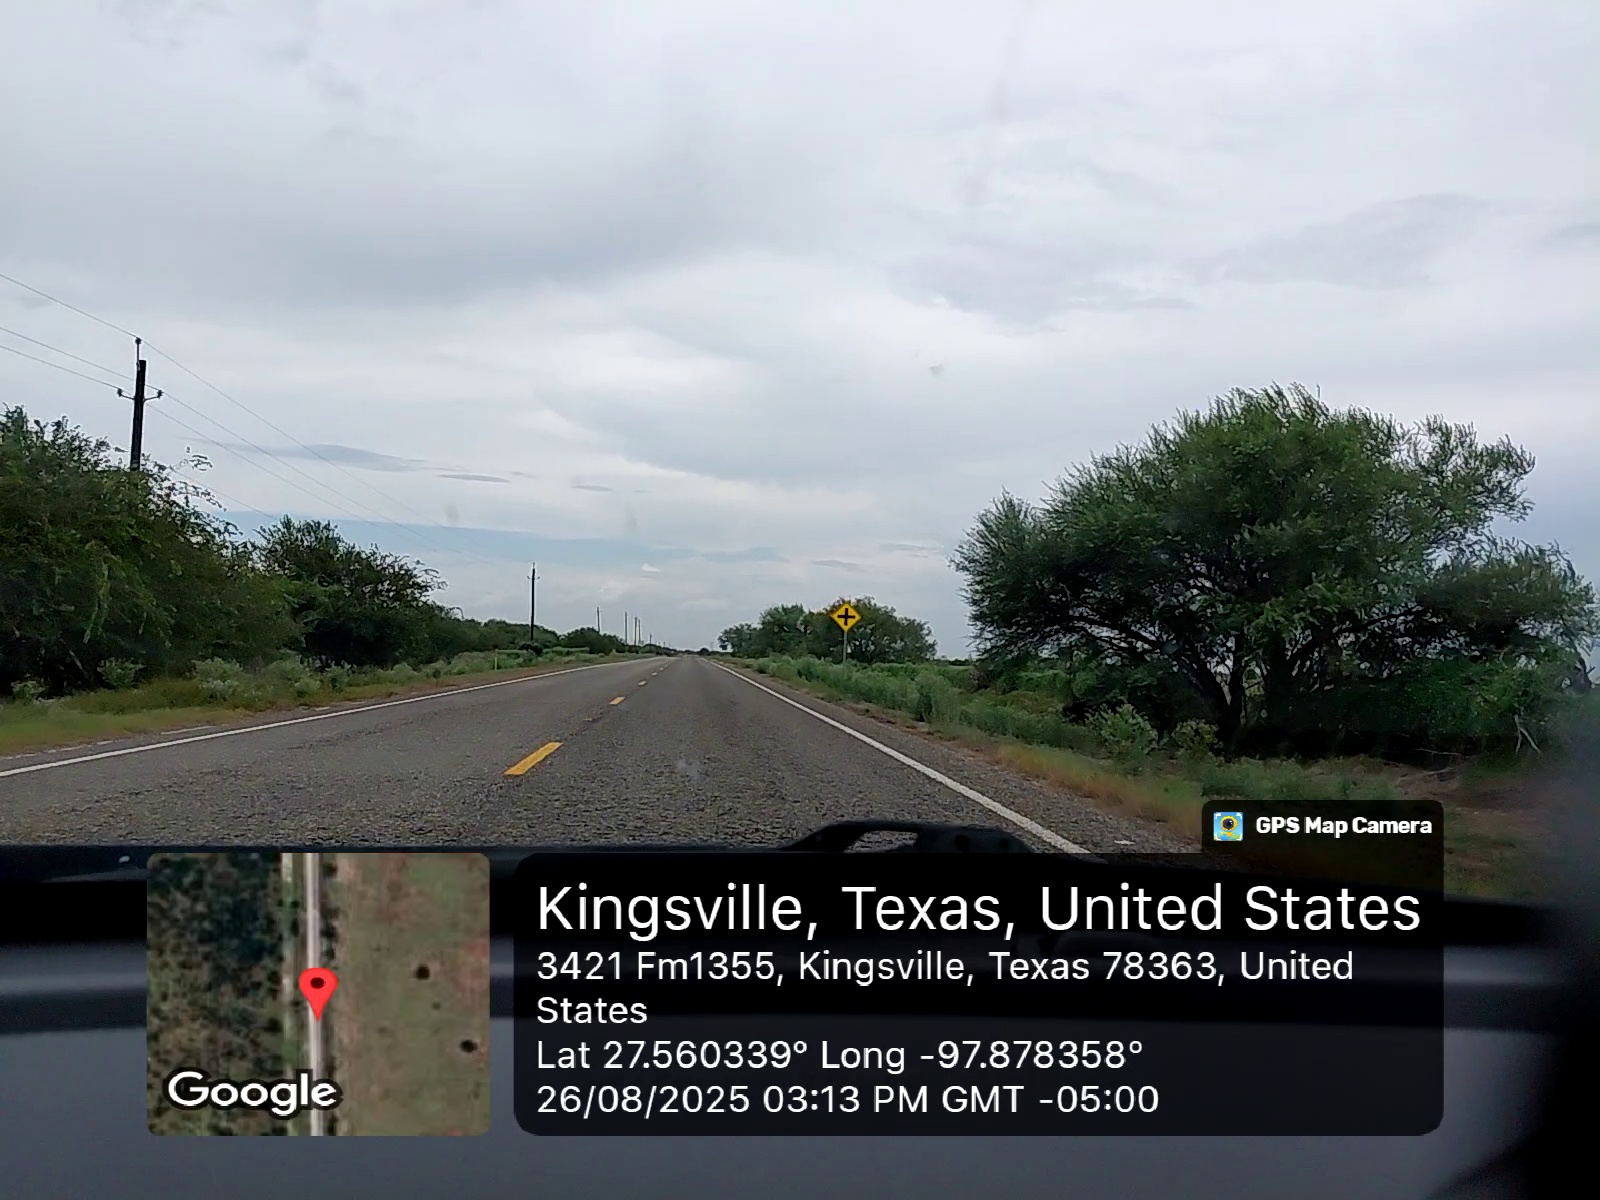 GPS Map Camera
Kingsville, Texas, United States
3421 Fm1355, Kingsville, Texas 78363, United
States
Lat 27.560339° Long -97.878358°
26/08/2025 03:13 PM GMT -05:00
Google